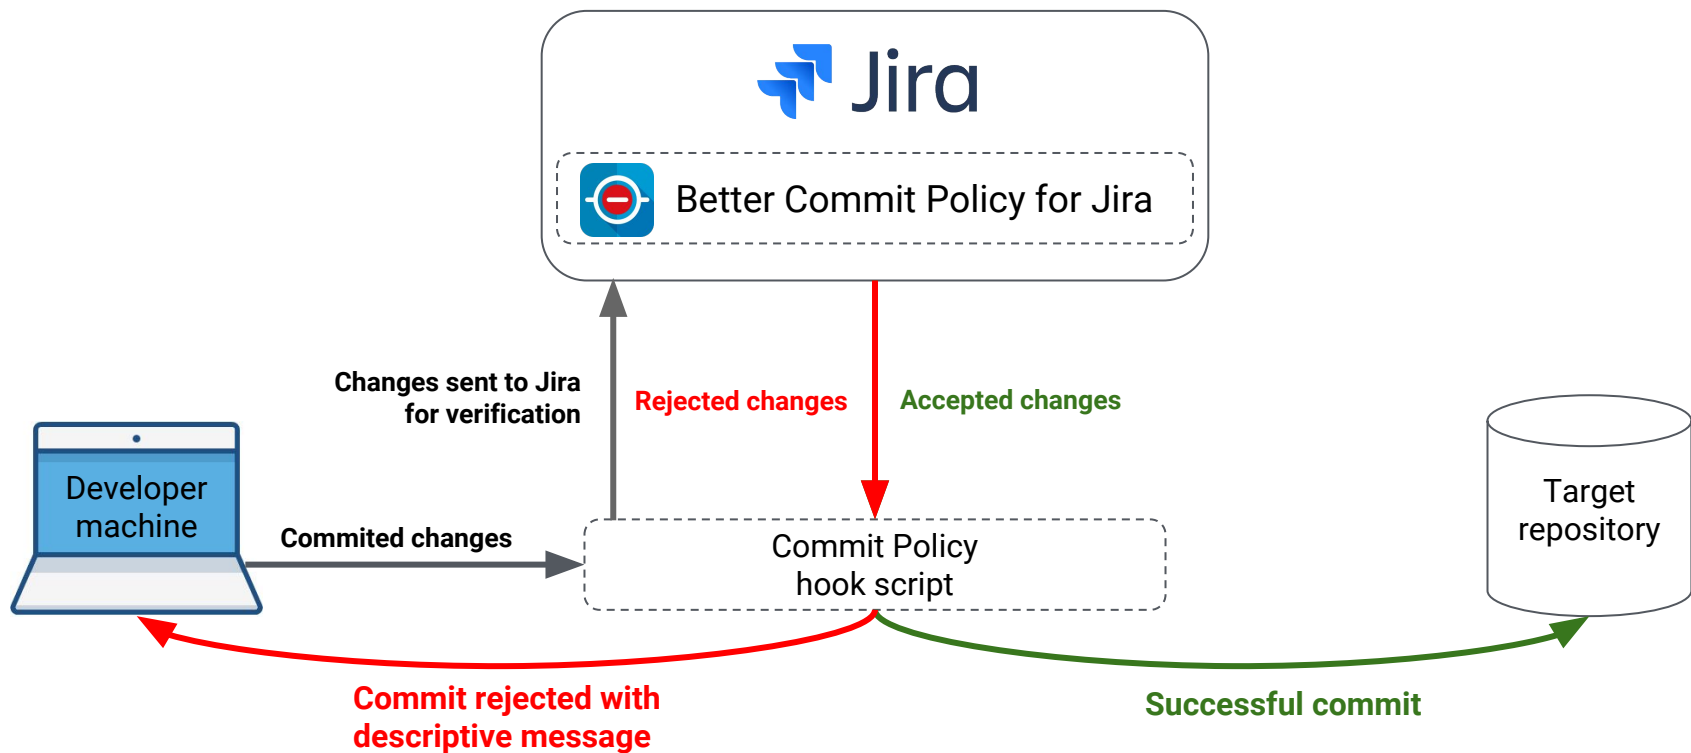 Jira
Better Commit Policy for Jira
Changes sent to Jira
for verification
Rejected changes
Accepted changes
Developer
machine
Commited changes
Commit Policy
hook script
Target
repository
Commit rejected with
descriptive message
Successful commit